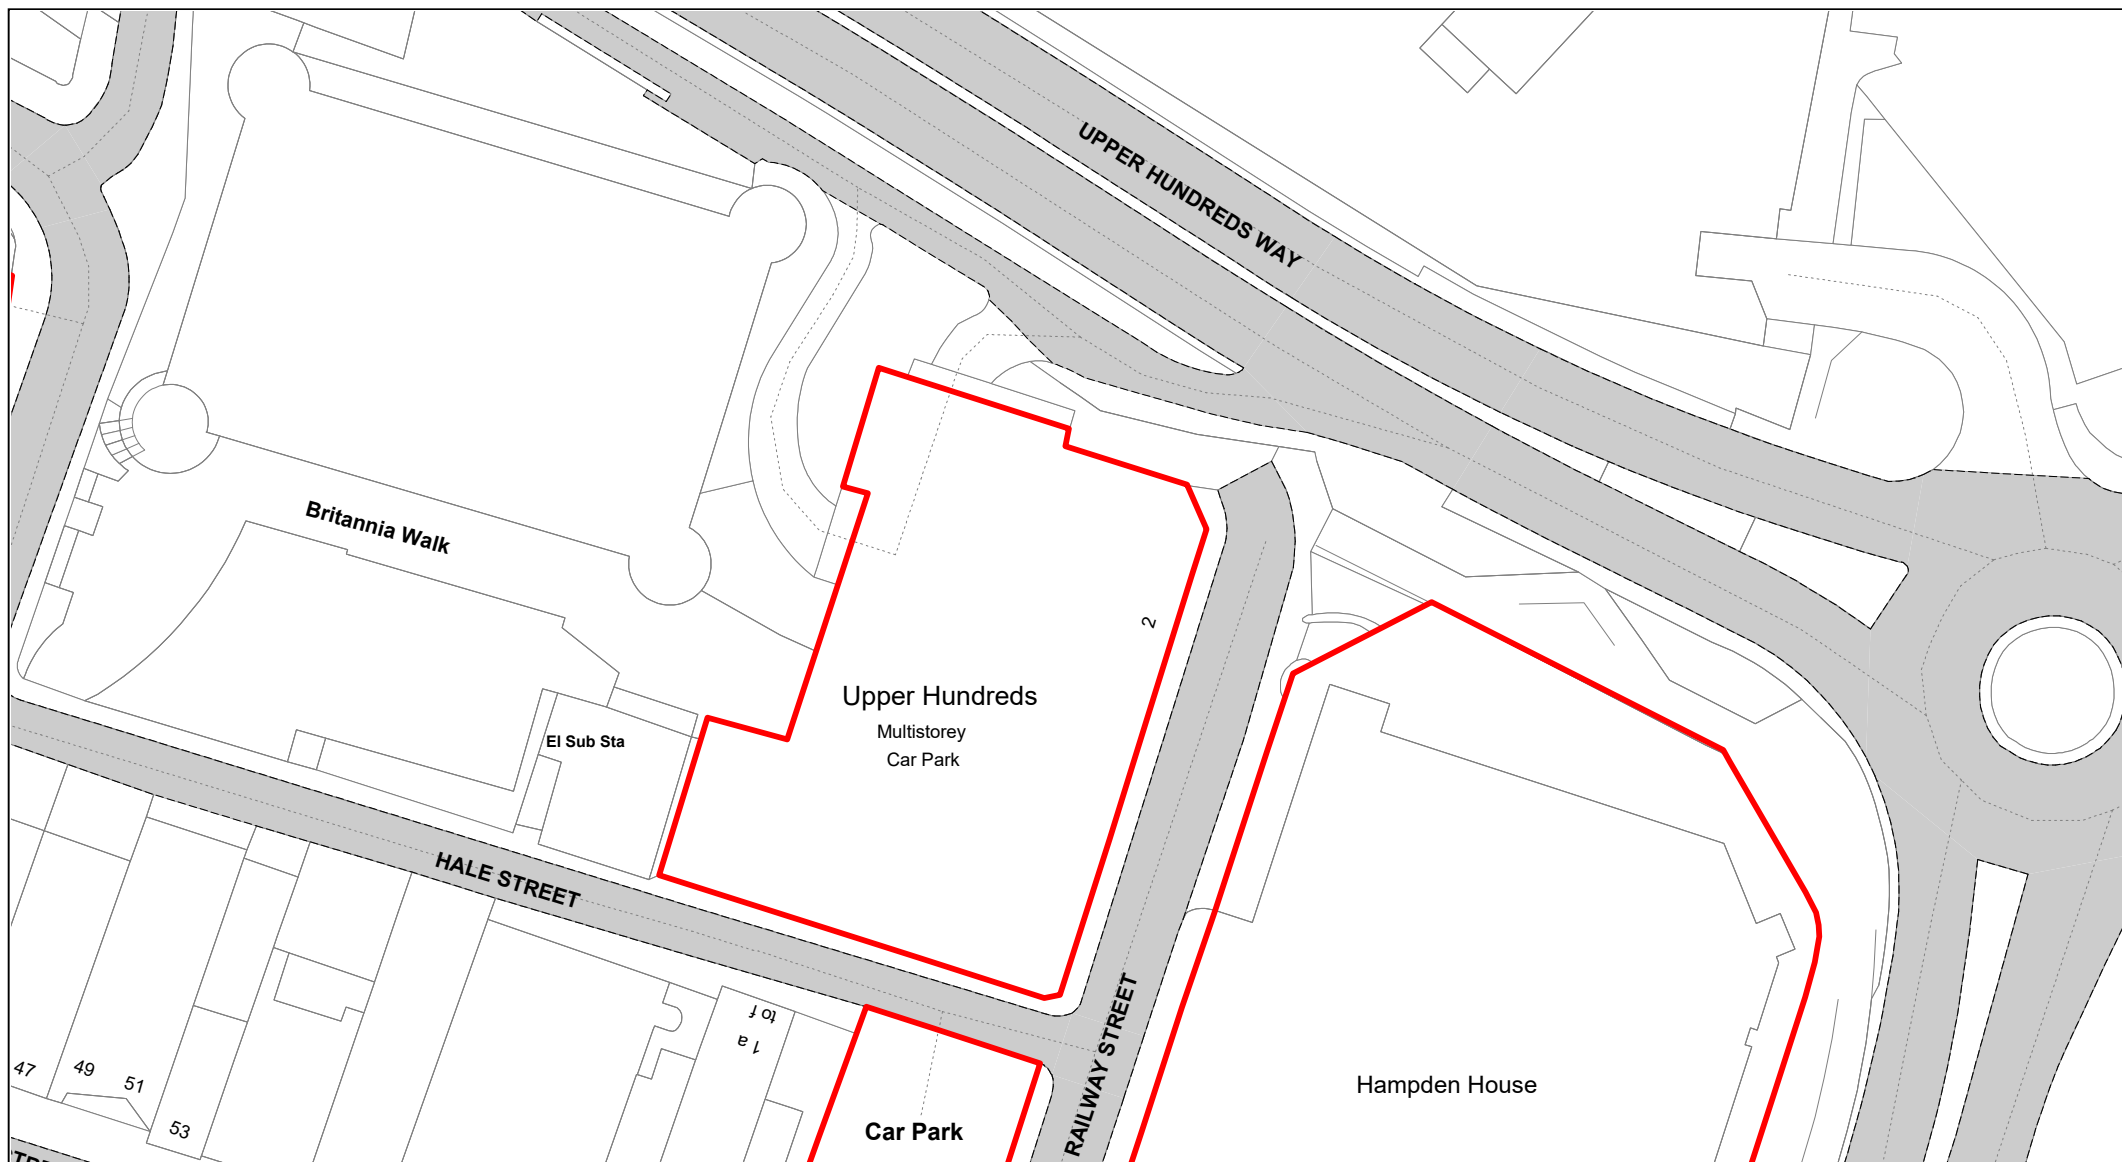 UPPER HUNDREDS WAY
Britannia Walk
2
Upper Hundreds
Multistorey
Car Park
El Sub Sta
HALE STREET
RAILWAY STREET
1 a
to f
47
49
51
53
Car Park
Hampden House